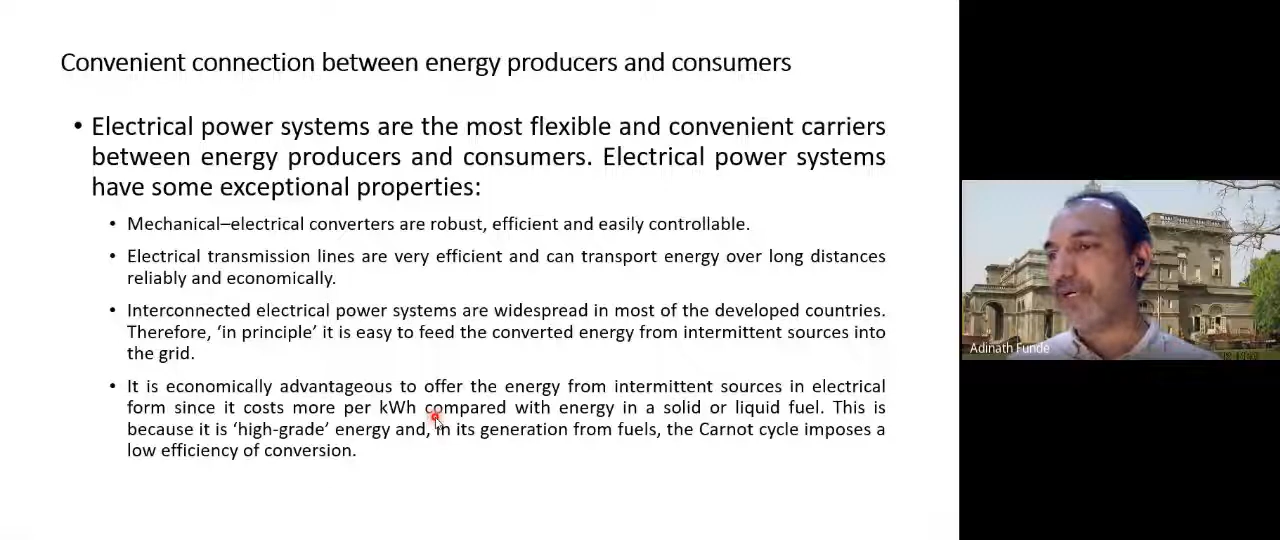 Convenient connection between energy producers and consumers
• Electrical power systems are the most flexible and convenient carriers
between energy producers and consumers. Electrical power systems
have some exceptional properties:
• Mechanical–electrical converters are robust, efficient and easily controllable.
• Electrical transmission lines are very efficient and can transport energy over long distances
reliably and economically.
• Interconnected electrical power systems are widespread in most of the developed countries.
Therefore, ‘in principle’ it is easy to feed the converted energy from intermittent sources into
the grid.
• It is economically advantageous to offer the energy from intermittent sources in electrical
form since it costs more per kWh compared with energy in a solid or liquid fuel. This is
because it is ‘high-grade’ energy and, in its generation from fuels, the Carnot cycle imposes a
low efficiency of conversion.
Adinath Funde